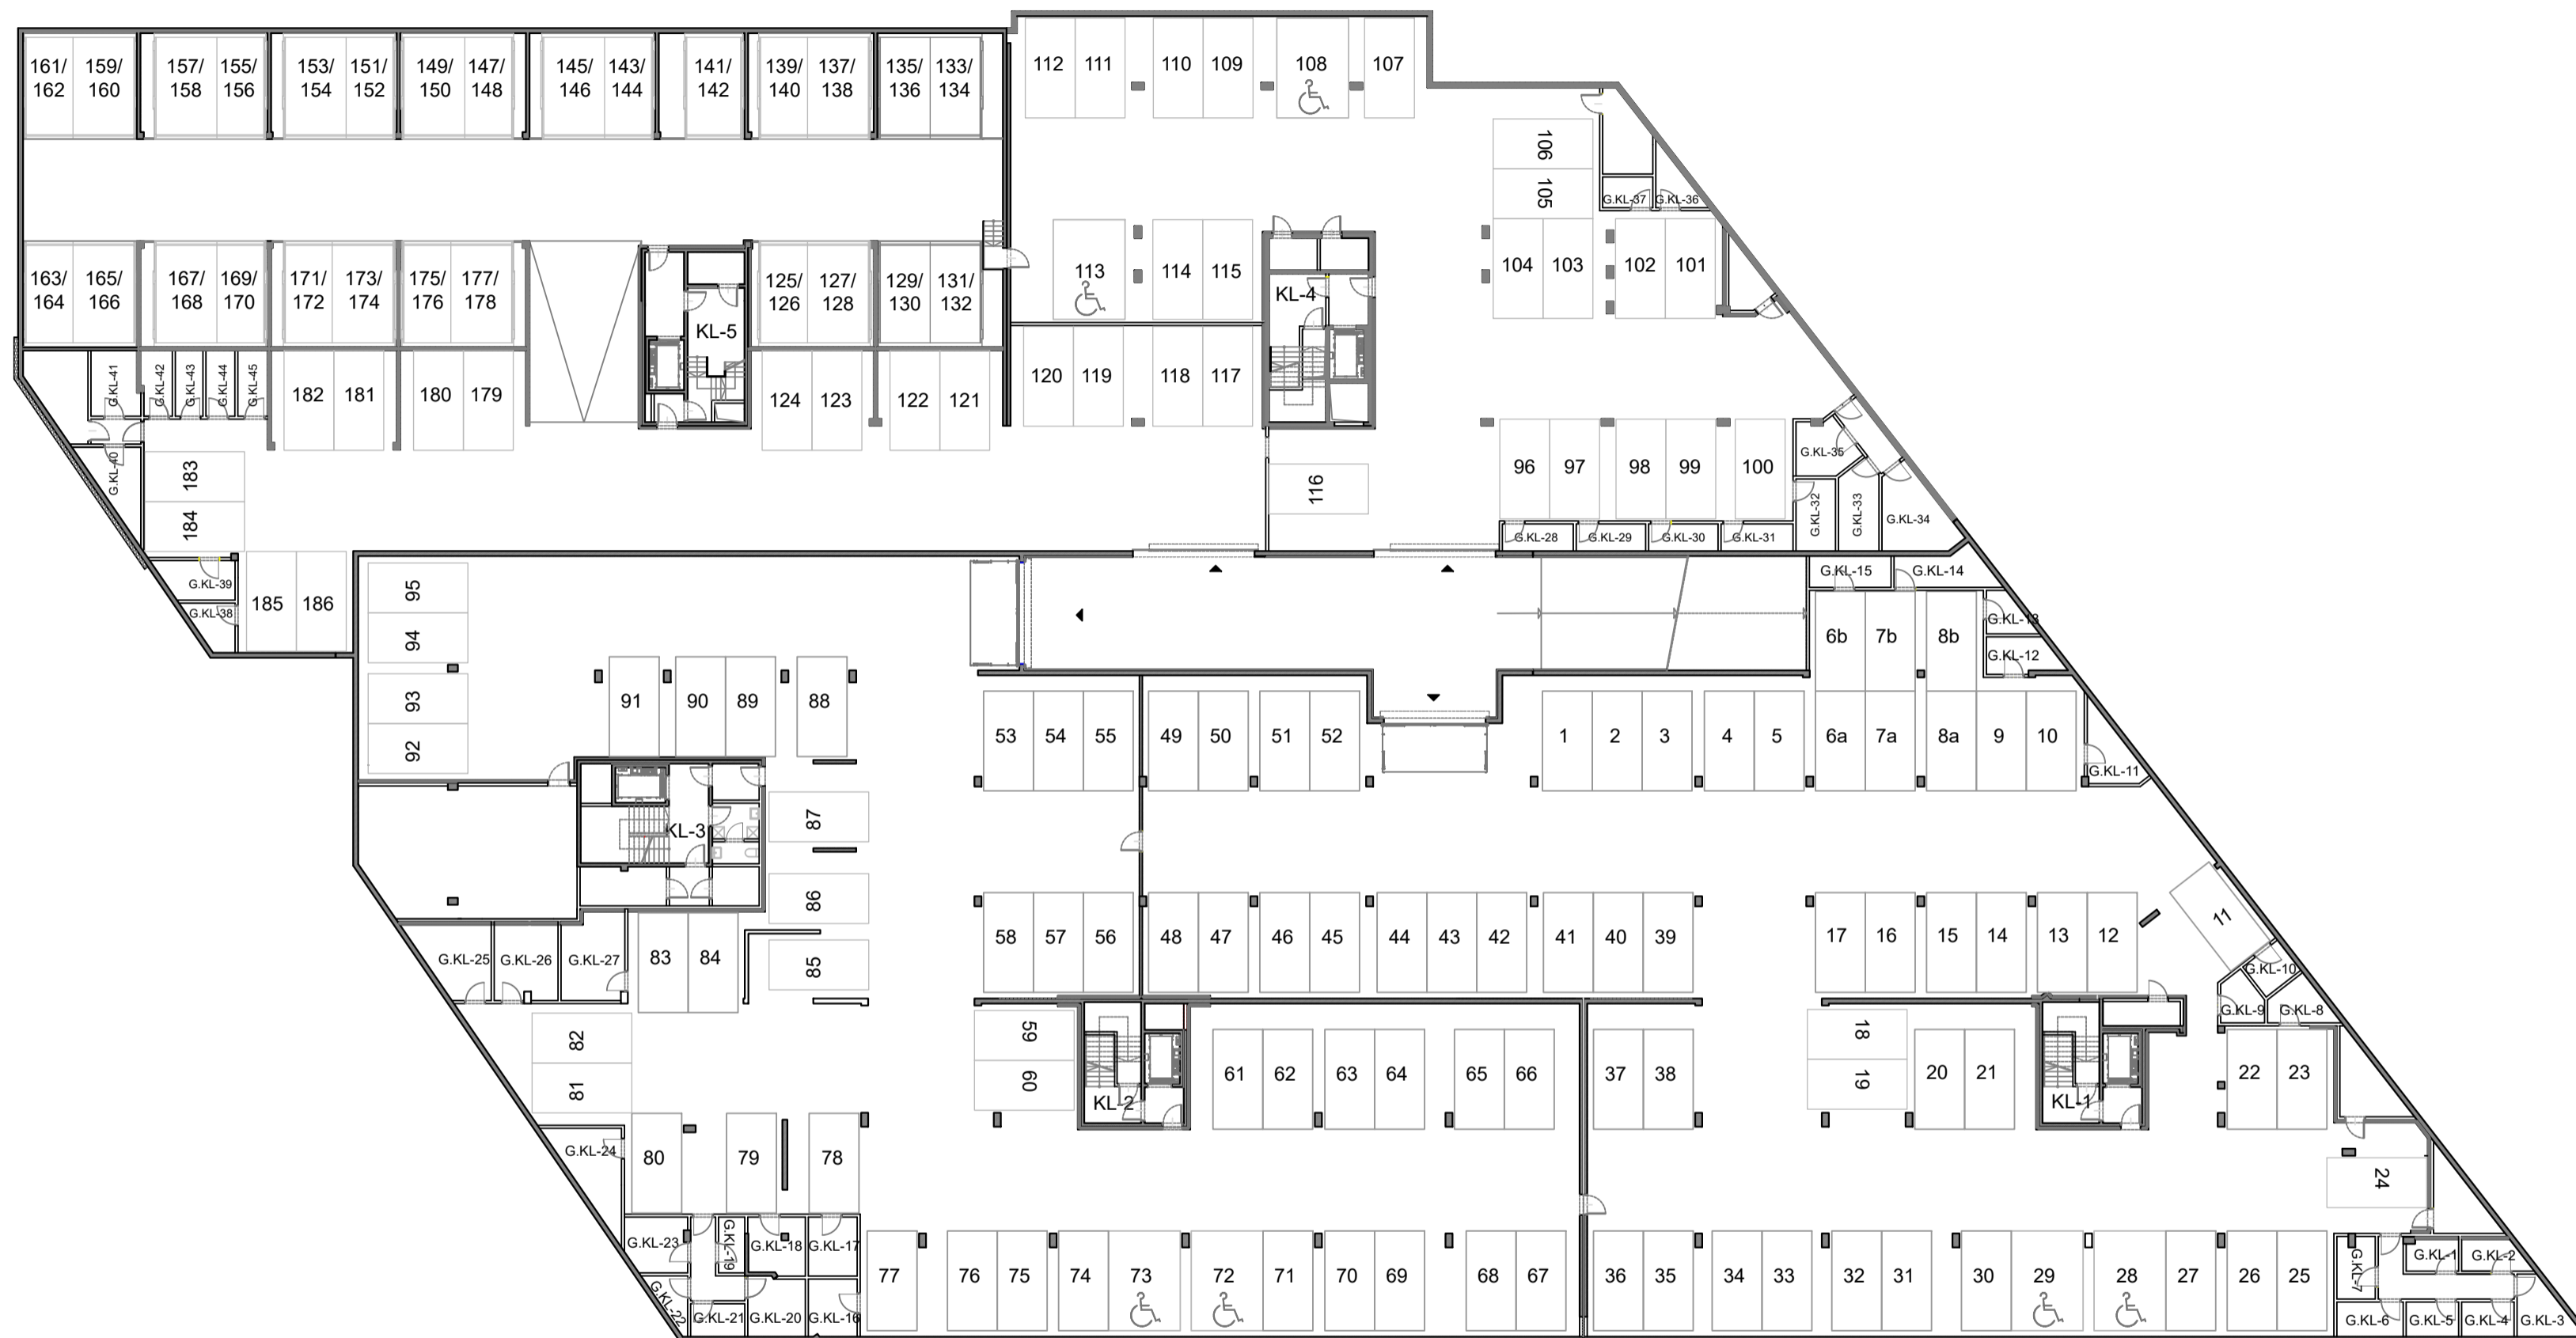 161/ 159/ 157/ 155/ 153/ 151/ 149/ 147/ 145/ 143/ 141/ 139/ 137/ 135/ 133/
162 160 158 156 154 152 150 148 146 144 142 140 138 136 134
112 111 110 109 108 107
106
105
G.KL-37 G.KL-36
163/ 165/ 167/ 169/ 171/ 173/ 175/ 177/ 125/ 127/ 129/ 131/
164 166 168 170 172 174 176 178 126 128 130 132
113 114 115
KL-4
104 103 102 101
KL-5
G.KL-41 G.KL-42 G.KL-43 G.KL-44 G.KL-45
182 181 180 179
124 123 122 121
120 119 118 117
G.KL-40
183
184
116
96 97 98 99 100
G.KL-35
G.KL-32 G.KL-33 G.KL-34
G.KL-28 G.KL-29 G.KL-30 G.KL-31
G.KL-39
G.KL-38
185 186
95
94
93
92
G.KL-15 G.KL-14
G.KL-13
G.KL-12
6b 7b 8b
91 90 89 88
53 54 55 49 50 51 52 1 2 3 4 5 6a 7a 8a 9 10
G.KL-11
KL-3
87
86
85
11
58 57 56 48 47 46 45 44 43 42 41 40 39 17 16 15 14 13 12
G.KL-25 G.KL-26 G.KL-27
83 84
G.KL-10
G.KL-9 G.KL-8
82
81
59
60
KL-2
61 62 63 64 65 66 37 38
18
19
20 21
KL-1
22 23
G.KL-24
80 79 78
24
G.KL-23 G.KL-19 G.KL-18 G.KL-17
G.KL-22 G.KL-21 G.KL-20 G.KL-16
77 76 75 74 73 72 71 70 69 68 67 36 35 34 33 32 31 30 29 28 27 26 25
G.KL-7 G.KL-1 G.KL-2
G.KL-6 G.KL-5 G.KL-4 G.KL-3